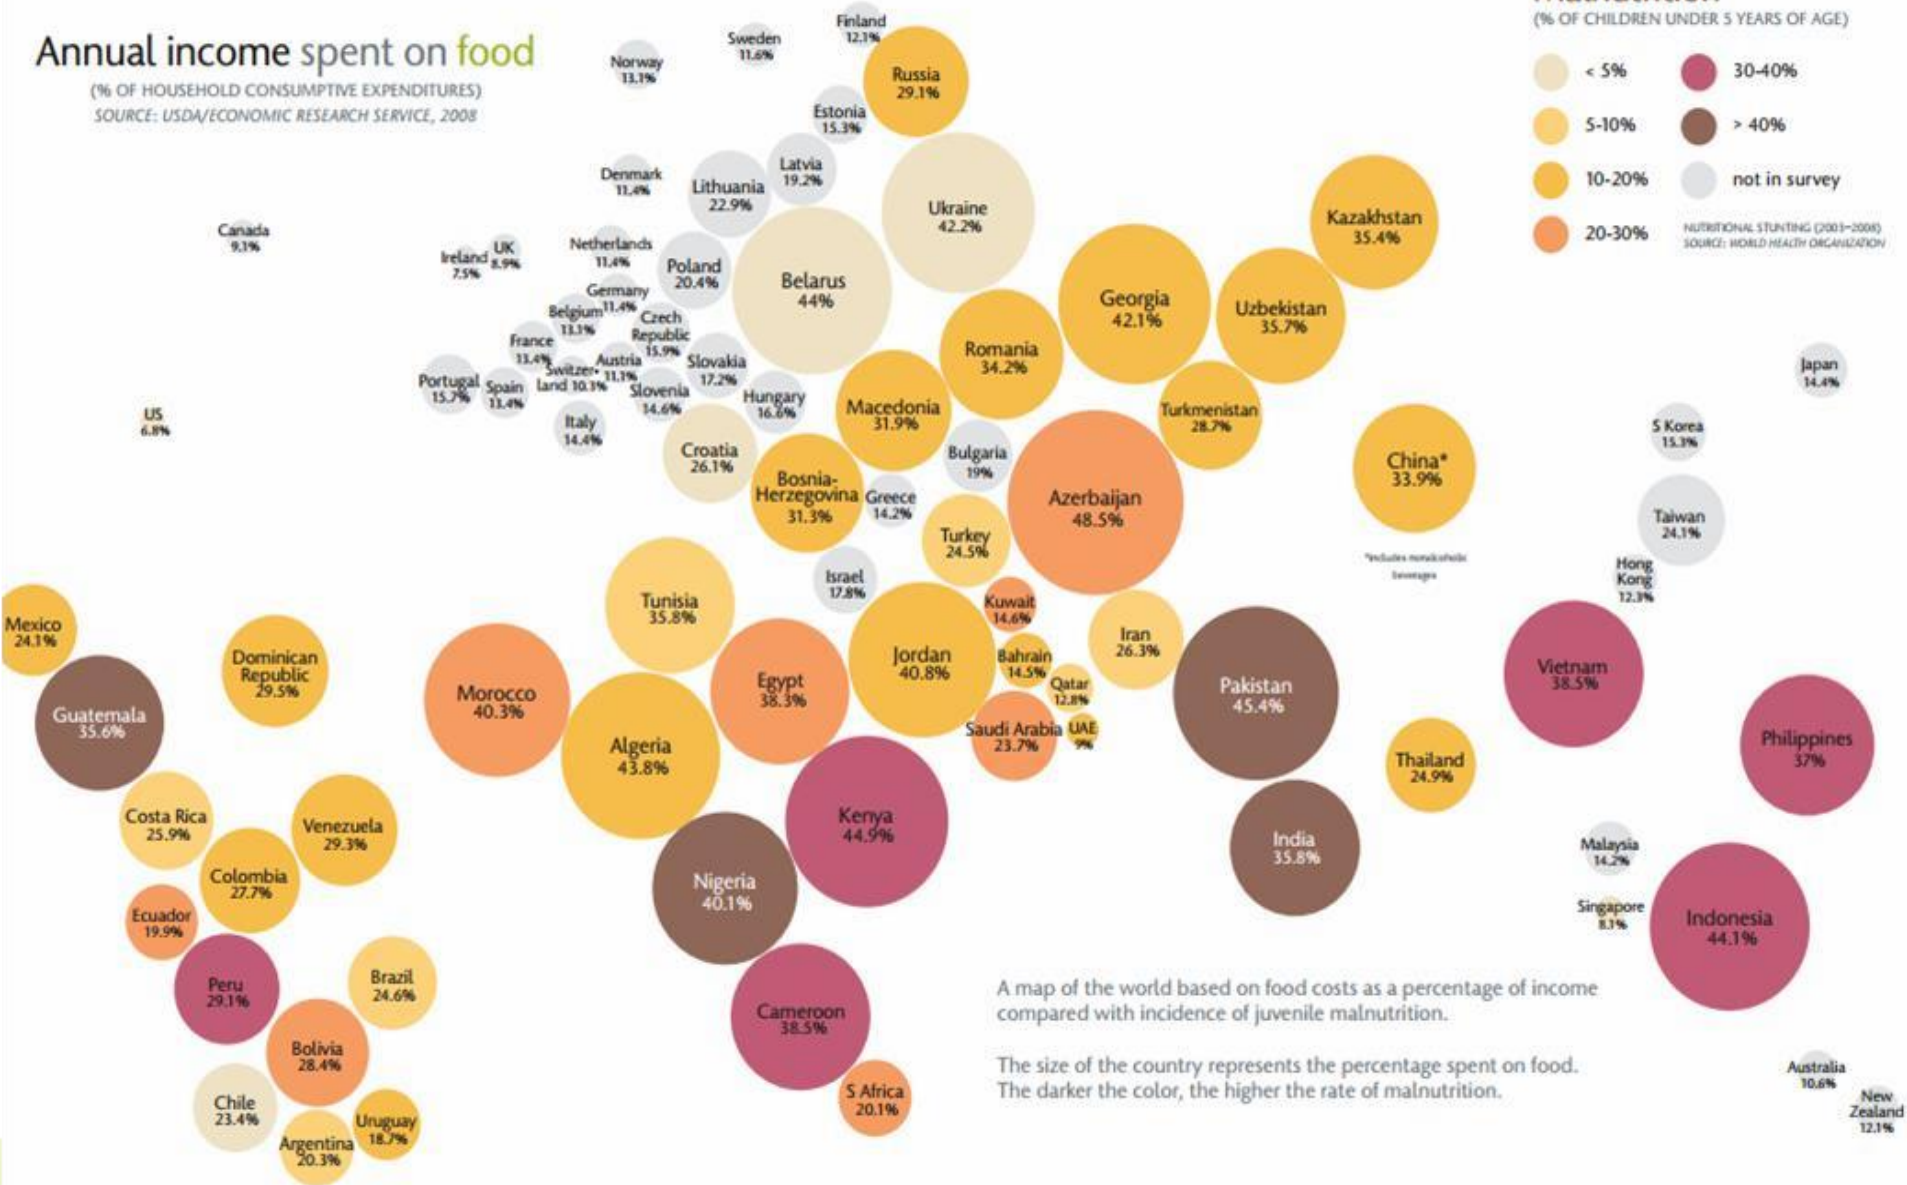 (% OF CHILDREN UNDER 5 YEARS OF AGE)
< 5%
30-40%
5-10%
> 40%
10-20%
not in survey
20-30%
NUTRITIONAL STUNTING (2003–2008)
SOURCE: WORLD HEALTH ORGANIZATION
Annual income spent on food
(% OF HOUSEHOLD CONSUMPTIVE EXPENDITURES)
SOURCE: USDA/ECONOMIC RESEARCH SERVICE, 2008
Norway
13.1%
Sweden
11.6%
Finland
12.1%
Russia
29.1%
Estonia
15.3%
Latvia
19.2%
Denmark
11.4%
Lithuania
22.9%
Ukraine
42.2%
Kazakhstan
35.4%
Canada
9.1%
Ireland
7.5%
UK
8.9%
Netherlands
11.4%
Poland
20.4%
Belarus
44%
Germany
11.4%
Belgium
13.1%
Czech
Republic
15.9%
Georgia
42.1%
Uzbekistan
35.7%
France
13.4%
Switzer-
land 10.3%
Austria
11.1%
Slovakia
17.2%
Romania
34.2%
Portugal
15.7%
Spain
13.4%
Slovenia
14.6%
Hungary
16.6%
Macedonia
31.9%
Turkmenistan
28.7%
Japan
14.4%
US
6.8%
Italy
14.4%
Croatia
26.1%
Bulgaria
19%
China*
33.9%
S Korea
15.3%
Bosnia-
Herzegovina
31.3%
Greece
14.2%
Azerbaijan
48.5%
Taiwan
24.1%
Turkey
24.5%
*includes nonalcoholic
beverages
Hong
Kong
12.3%
Israel
17.8%
Tunisia
35.8%
Kuwait
14.6%
Mexico
24.1%
Iran
26.3%
Dominican
Republic
29.5%
Jordan
40.8%
Bahrain
14.5%
Qatar
12.8%
Morocco
40.3%
Egypt
38.3%
Pakistan
45.4%
Vietnam
38.5%
Guatemala
35.6%
Saudi Arabia
23.7%
UAE
9%
Algeria
43.8%
Thailand
24.9%
Philippines
37%
Costa Rica
25.9%
Venezuela
29.3%
Kenya
44.9%
India
35.8%
Malaysia
14.2%
Colombia
27.7%
Nigeria
40.1%
Ecuador
19.9%
Singapore
8.1%
Indonesia
44.1%
Peru
29.1%
Brazil
24.6%
Cameroon
38.5%
A map of the world based on food costs as a percentage of income
compared with incidence of juvenile malnutrition.
Bolivia
28.4%
The size of the country represents the percentage spent on food.
The darker the color, the higher the rate of malnutrition.
Chile
23.4%
S Africa
20.1%
Australia
10.6%
Argentina
20.3%
Uruguay
18.7%
New
Zealand
12.1%